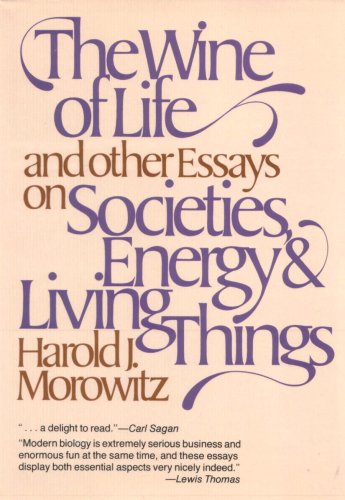 The Wine
of Life
and other Essays
on Societies,
Energy &
Living Things
Harold J.
Morowitz
“ . . . a delight to read.”—Carl Sagan
“Modern biology is extremely serious business and
enormous fun at the same time, and these essays
display both essential aspects very nicely indeed.”
—Lewis Thomas